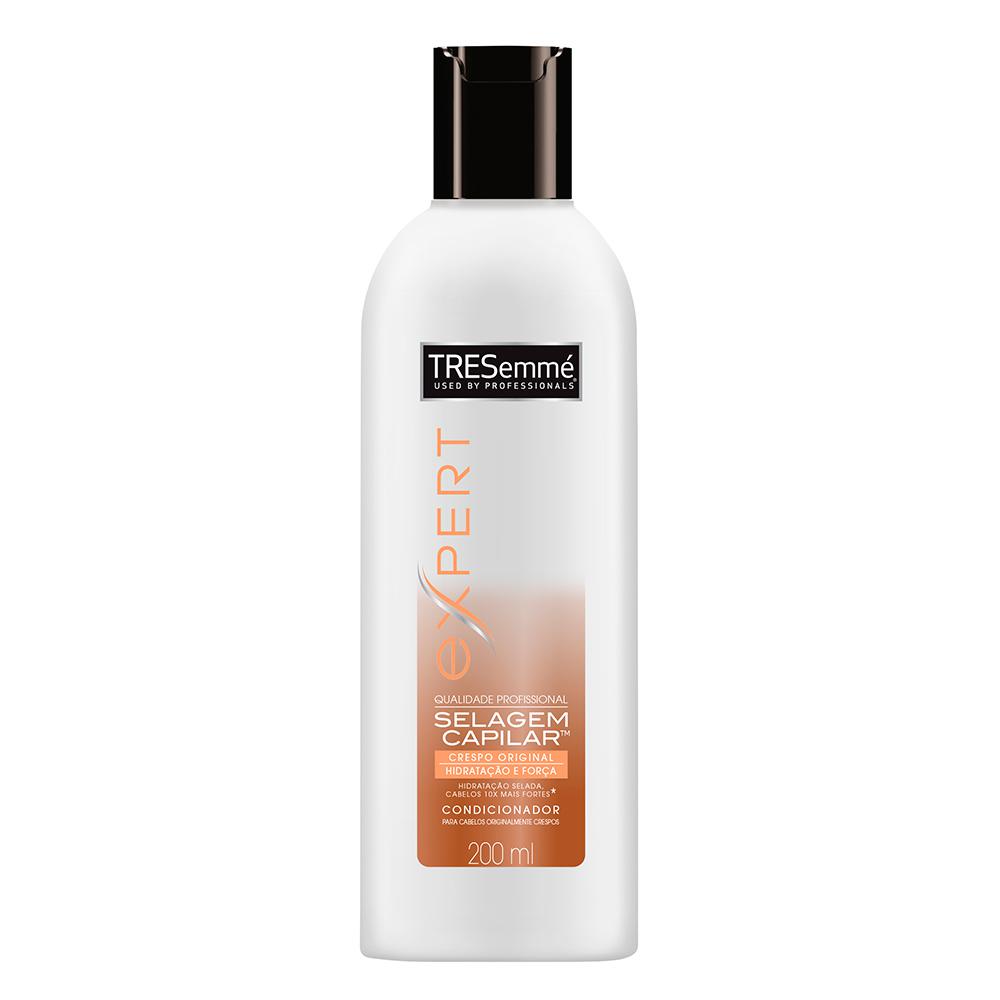 TRESemmé
USED BY PROFESSIONALS®
eXPERT
QUALIDADE PROFISSIONAL
SELAGEM
CAPILAR™
CRESPO ORIGINAL
HIDRATAÇÃO E FORÇA
HIDRATAÇÃO SELADA,
CABELOS 10X MAIS FORTES*
CONDICIONADOR
PARA CABELOS ORIGINALMENTE CRESPOS
200 ml